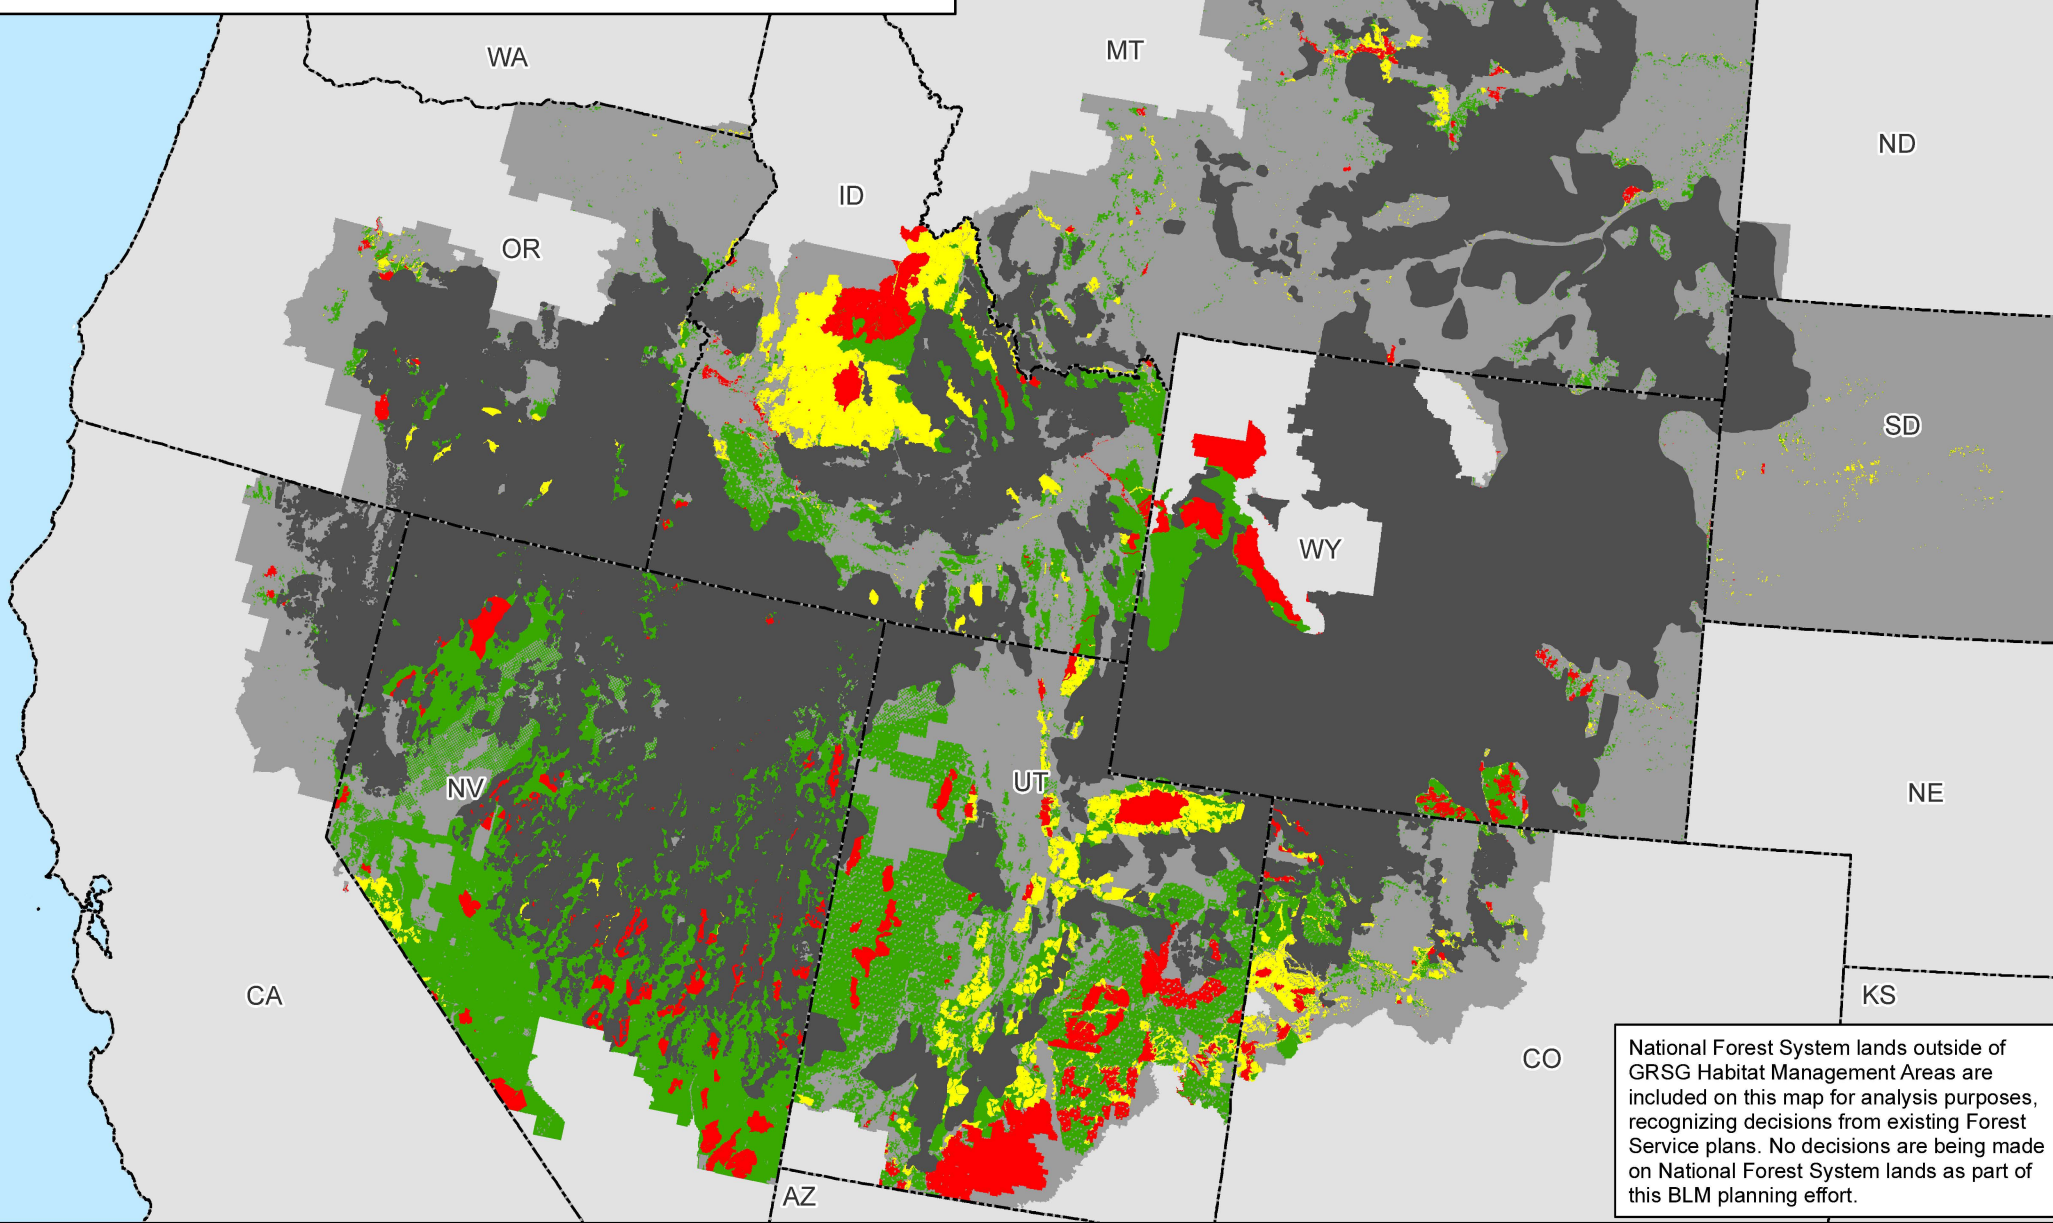 WA
MT
ND
ID
OR
SD
WY
NV
UT
NE
CA
KS
CO
AZ
National Forest System lands outside of
GRSG Habitat Management Areas are
included on this map for analysis purposes,
recognizing decisions from existing Forest
Service plans. No decisions are being made
on National Forest System lands as part of
this BLM planning effort.